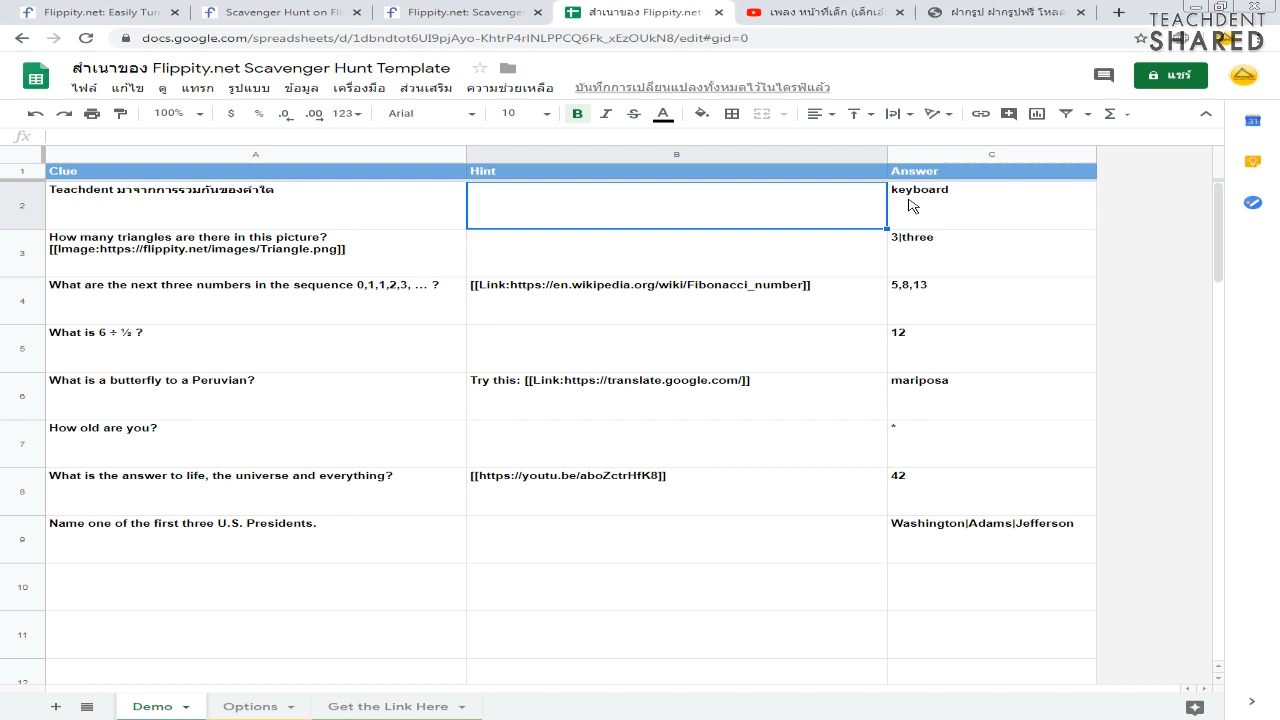 Flippity.net: Easily Tur
Scavenger Hunt on Fli
Flippity.net: Scavenge
สำเนาของ Flippity.net
เพลง หน้าที่เด็ก (เด็กเอ๋
ฝากรูป ฝากรูปฟรี โหลด
TEACHDENT
SHARED
docs.google.com/spreadsheets/d/1dbndtot6UI9pjAyo-KhtrP4rINLPPCQ6Fk_xEzOUkN8/edit#gid=0
สำเนาของ Flippity.net Scavenger Hunt Template
ไฟล์ แก้ไข ดู แทรก รูปแบบ ข้อมูล เครื่องมือ ส่วนเสริม ความช่วยเหลือ บันทึกการเปลี่ยนแปลงทั้งหมดไว้ในไดรฟ์แล้ว
แชร์
100% $ % .0 .00 123 Arial 10 B I S A Σ
fx
A B C
1 Clue Hint Answer
2 Teachdent มาจากการรวมกันของคำใด keyboard
How many triangles are there in this picture? 3|three
3 [[Image:https://flippity.net/images/Triangle.png]]
4 What are the next three numbers in the sequence 0,1,1,2,3, ... ? [[Link:https://en.wikipedia.org/wiki/Fibonacci_number]] 5,8,13
5 What is 6 ÷ ½ ? 12
6 What is a butterfly to a Peruvian? Try this: [[Link:https://translate.google.com/]] mariposa
7 How old are you? *
8 What is the answer to life, the universe and everything? [[https://youtu.be/aboZctrHfK8]] 42
9 Name one of the first three U.S. Presidents. Washington|Adams|Jefferson
10
11
12
Demo Options Get the Link Here
31